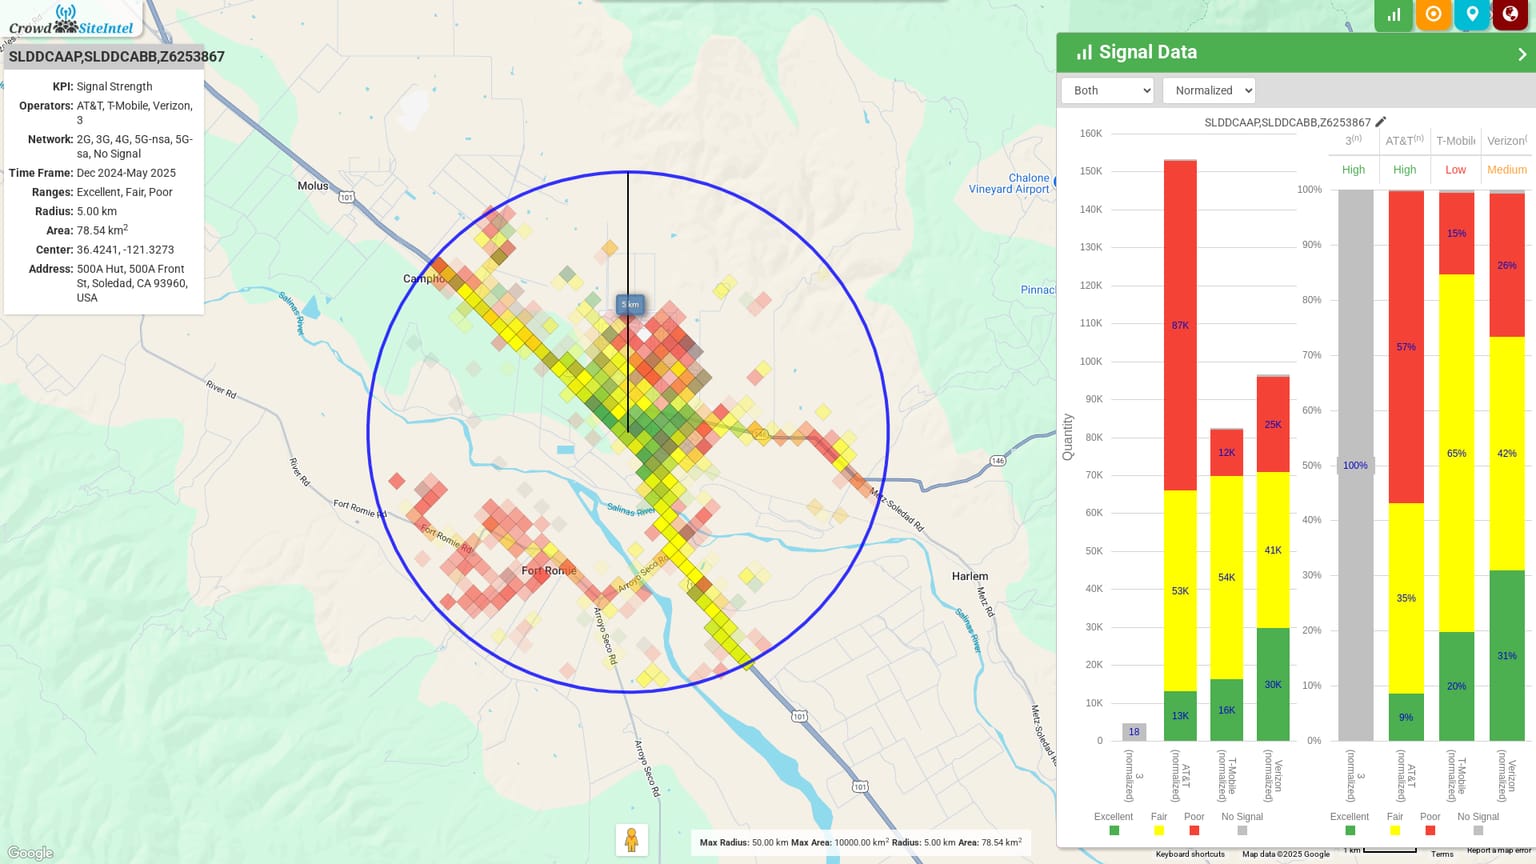 Crowd SiteIntel
SLDDCAAP,SLDDCABB,Z6253867
KPI: Signal Strength
Operators: AT&T, T-Mobile, Verizon,
3
Network: 2G, 3G, 4G, 5G-nsa, 5G-
sa, No Signal
Time Frame: Dec 2024-May 2025
Ranges: Excellent, Fair, Poor
Radius: 5.00 km
Area: 78.54 km2
Center: 36.4241, -121.3273
Address: 500A Hut, 500A Front
St, Soledad, CA 93960,
USA
Molus
101
Campho
5 km
Chalone
Vineyard Airport
Pinnac
Salinas River
River Rd
River Rd
Fort Romie Rd
Fort Romie Rd
Fort Romie
Salinas River
Arroyo Seco Rd
Arroyo Seco Rd
Arroyo Seco Rd
146
146
Metz-Soledad Rd
Harlem
Metz Rd
Salinas River
Metz-Soledad Rd
101
101
Google
Max Radius: 50.00 km Max Area: 10000.00 km2 Radius: 5.00 km Area: 78.54 km2
Signal Data
Both
Normalized
SLDDCAAP,SLDDCABB,Z6253867
Quantity
160K
150K
140K
130K
120K
110K
100K
90K
80K
70K
60K
50K
40K
30K
20K
10K
0
18
87K
53K
13K
12K
54K
16K
25K
41K
30K
3 (normalized)
AT&T (normalized)
T-Mobile (normalized)
Verizon (normalized)
Excellent Fair Poor No Signal
3(n) AT&T(n) T-Mobile Verizon(
High High Low Medium
100%
90%
80%
70%
60%
50%
40%
30%
20%
10%
0%
100%
57%
35%
9%
15%
65%
20%
26%
42%
31%
3 (normalized)
AT&T (normalized)
T-Mobile (normalized)
Verizon (normalized)
Excellent Fair Poor No Signal
Keyboard shortcuts Map data ©2025 Google 1 km Terms Report a map error